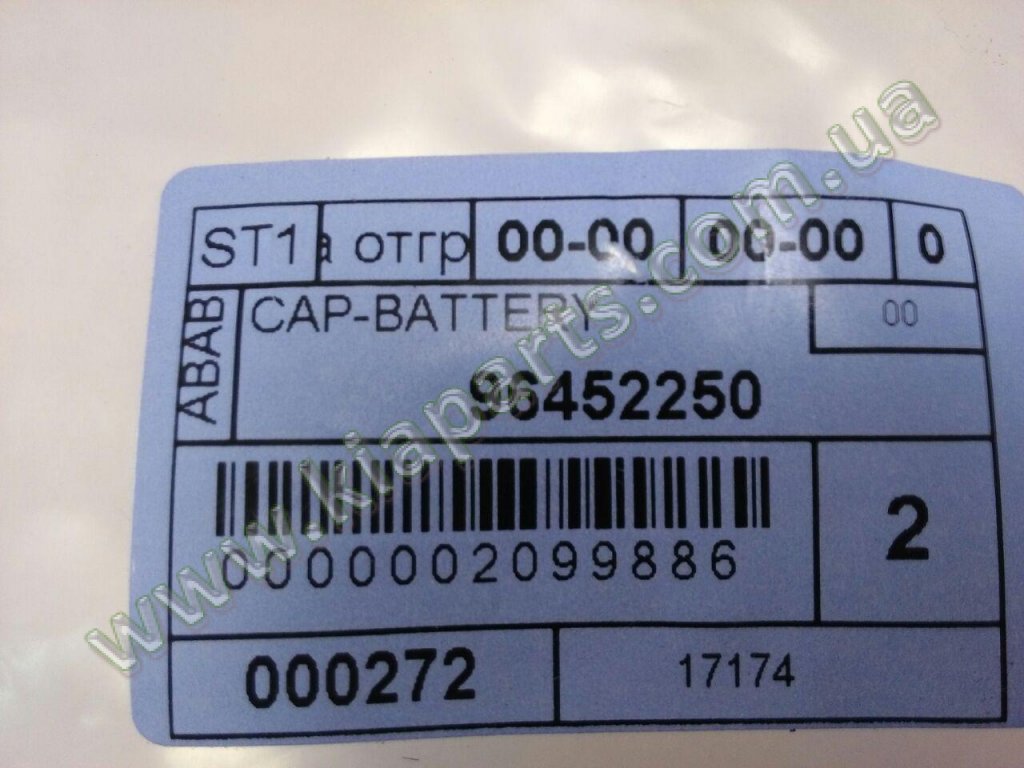 ST1 а отгр 00-00 00-00 0
ABAB CAP-BATTERY 00
96452250
0000002099886 2
000272 17174
www.kiaparts.com.ua